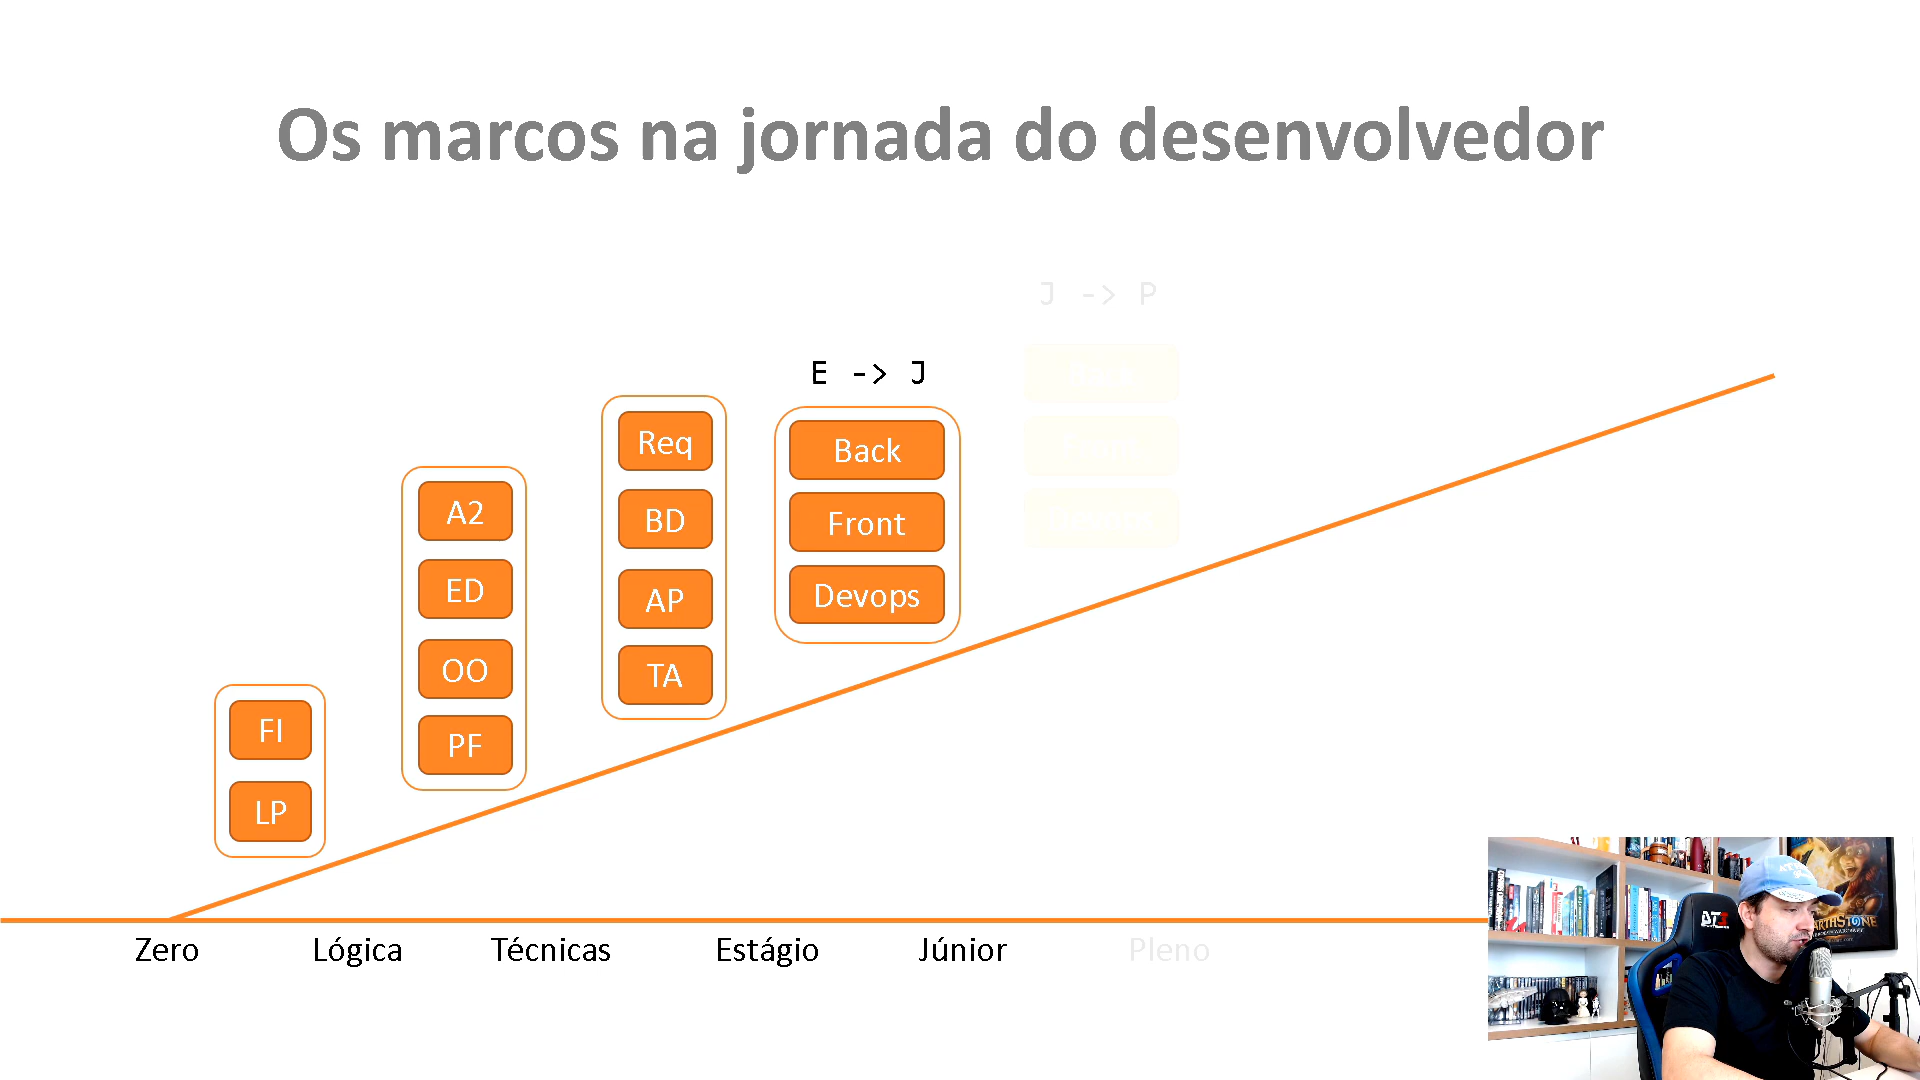 Os marcos na jornada do desenvolvedor
J -> P
E -> J
Req
BD
AP
TA
Back
Front
Devops
A2
ED
OO
PF
FI
LP
Zero
Lógica
Técnicas
Estágio
Júnior
Pleno